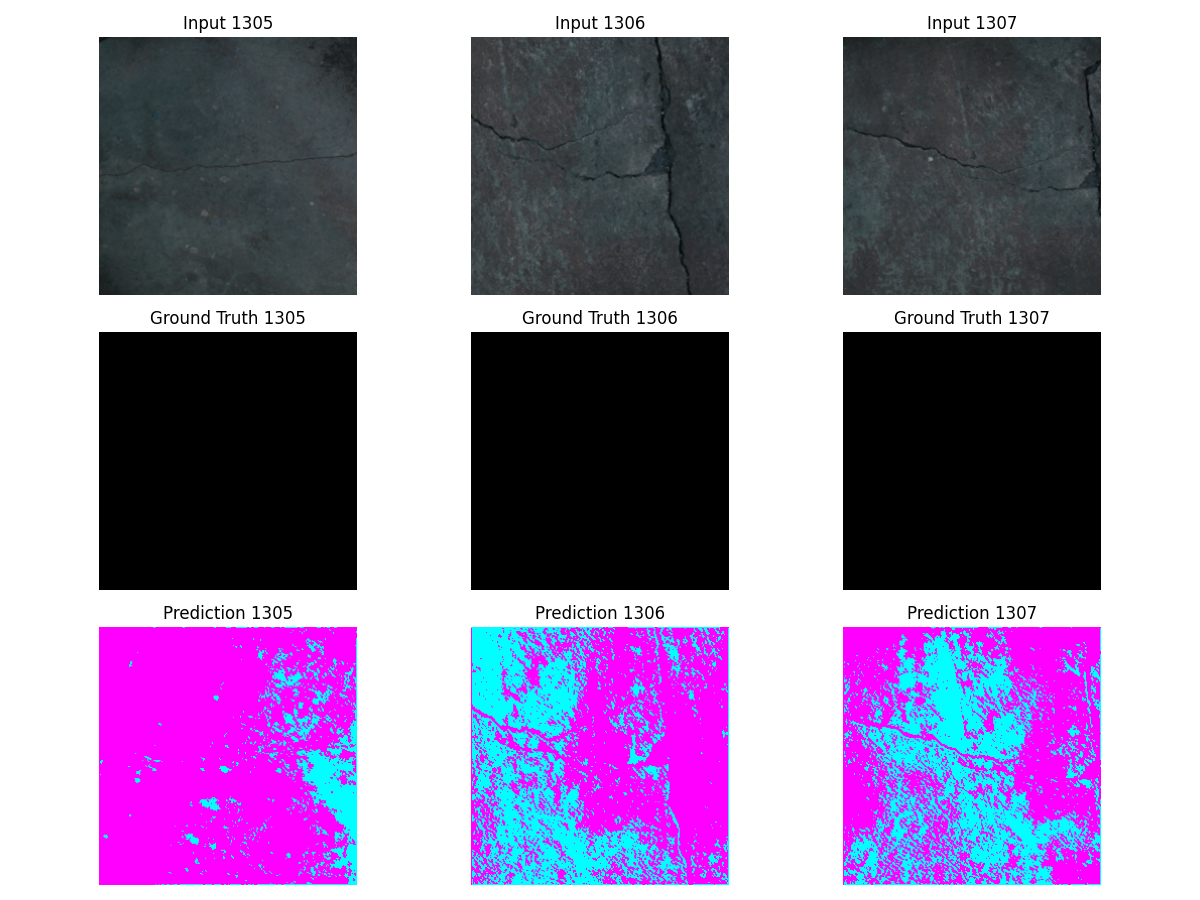 Input 1305
Input 1306
Input 1307
Ground Truth 1305
Ground Truth 1306
Ground Truth 1307
Prediction 1305
Prediction 1306
Prediction 1307